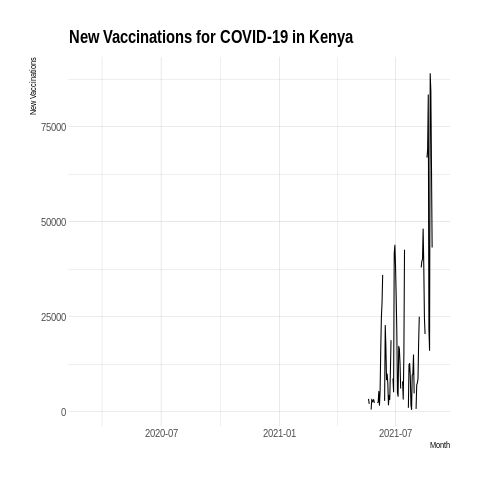 New Vaccinations for COVID-19 in Kenya
New Vaccinations
75000
50000
25000
0
2020-07
2021-01
2021-07
Month